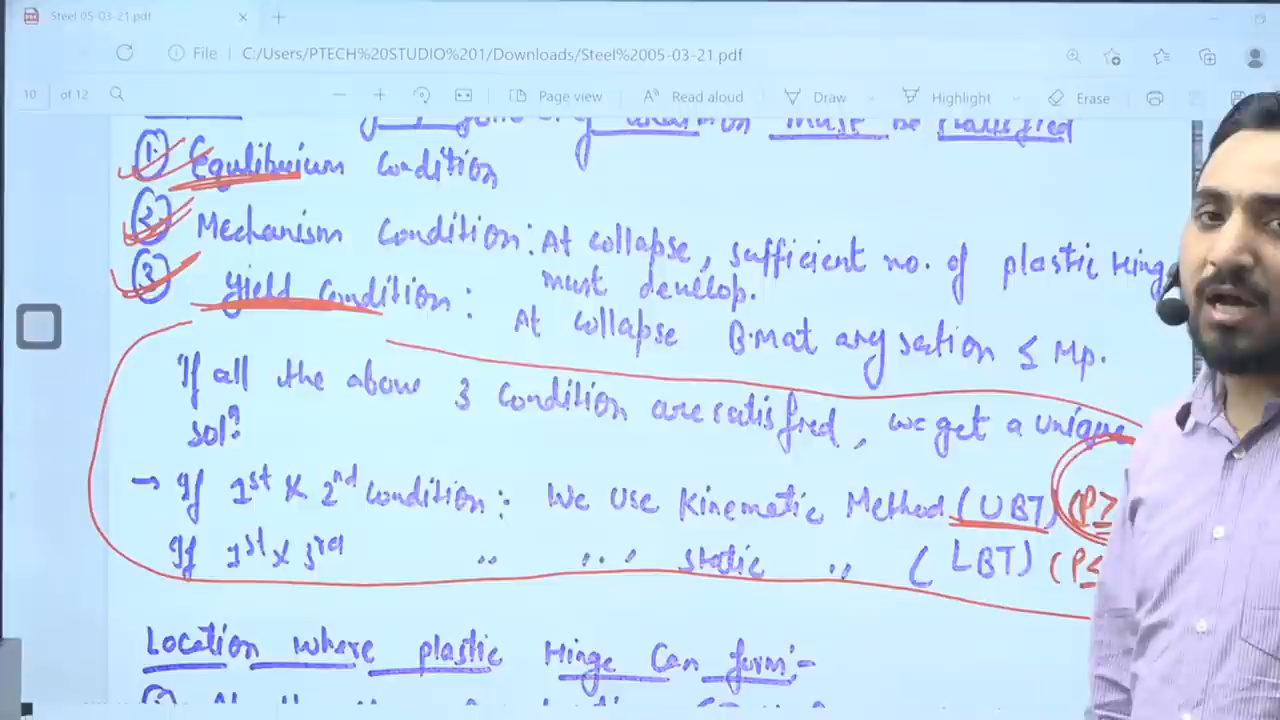 Steel 05-03-21.pdf
File C:/Users/PTECH%20STUDIO%201/Downloads/Steel%2005-03-21.pdf
10 of 12 Page view Read aloud Draw Highlight Erase
must be satisfied
① Equilibrium Condition
② Mechanism Condition: At collapse, sufficient no. of plastic Hing
must develop.
③ Yield Condition: At collapse B.M at any section ≤ Mp.
If all the above 3 Condition are satisfied, we get a unique
sol?
→ If 1st & 2nd condition: We use Kinematic Method (UBT) (P≥
If 1st & 3rd ,, ,, , static ,, (LBT) (P≤
Location where plastic Hinge Can form:-